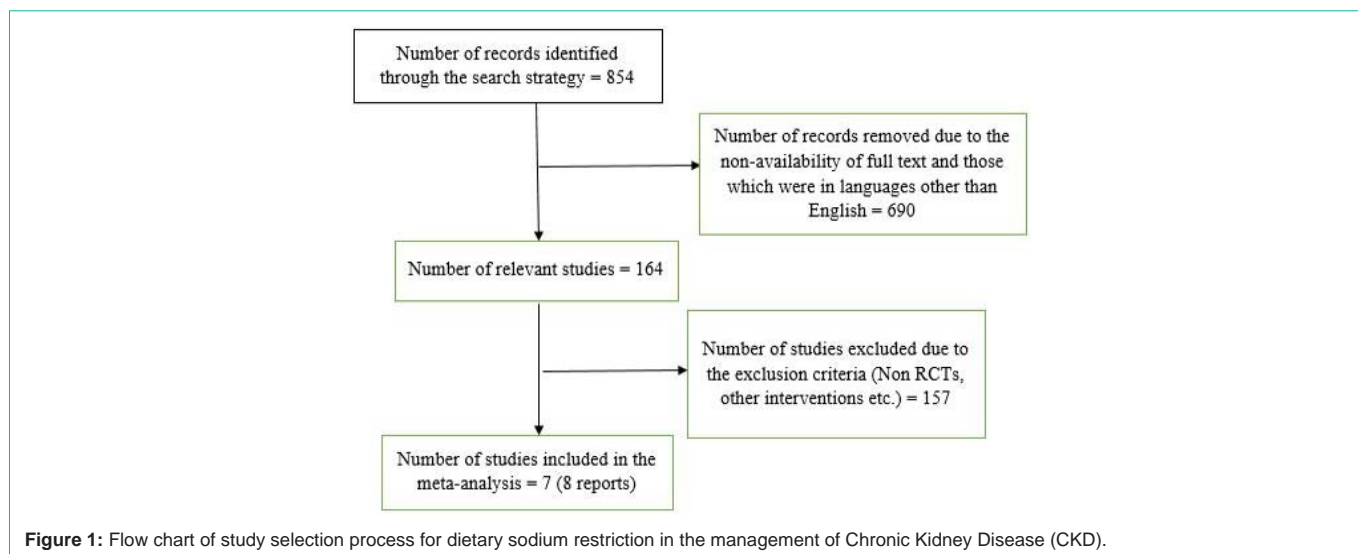 Number of records identified
through the search strategy = 854
Number of records removed due to the
non-availability of full text and those
which were in languages other than
English = 690
Number of relevant studies = 164
Number of studies excluded due to
the exclusion criteria (Non RCTs,
other interventions etc.) = 157
Number of studies included in the
meta-analysis = 7 (8 reports)
Figure 1: Flow chart of study selection process for dietary sodium restriction in the management of Chronic Kidney Disease (CKD).